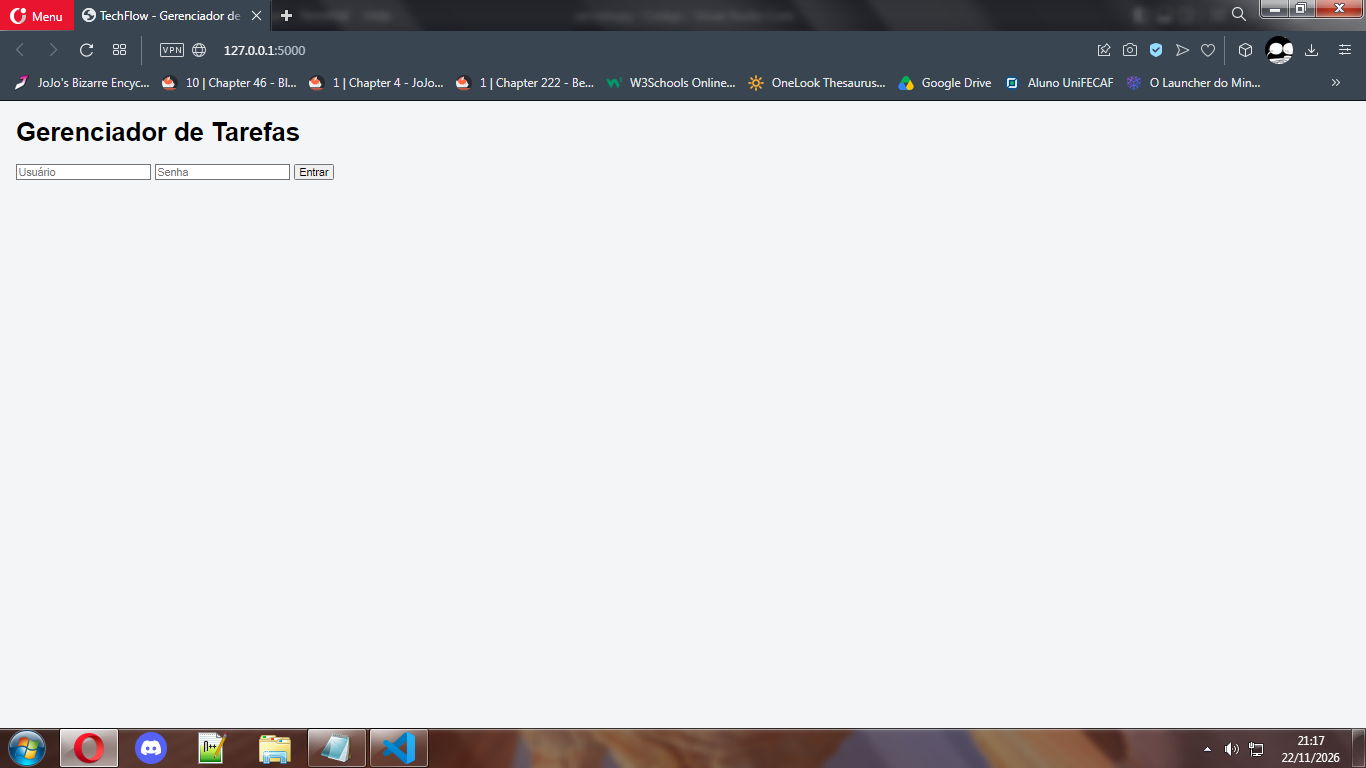 Menu
TechFlow - Gerenciador de
VPN
127.0.0.1:5000
JoJo's Bizarre Encyc...
10 | Chapter 46 - Bl...
1 | Chapter 4 - JoJo...
1 | Chapter 222 - Be...
W3Schools Online...
OneLook Thesaurus...
Google Drive
Aluno UniFECAF
O Launcher do Min...
Gerenciador de Tarefas
Usuário
Senha
Entrar
21:17
22/11/2026